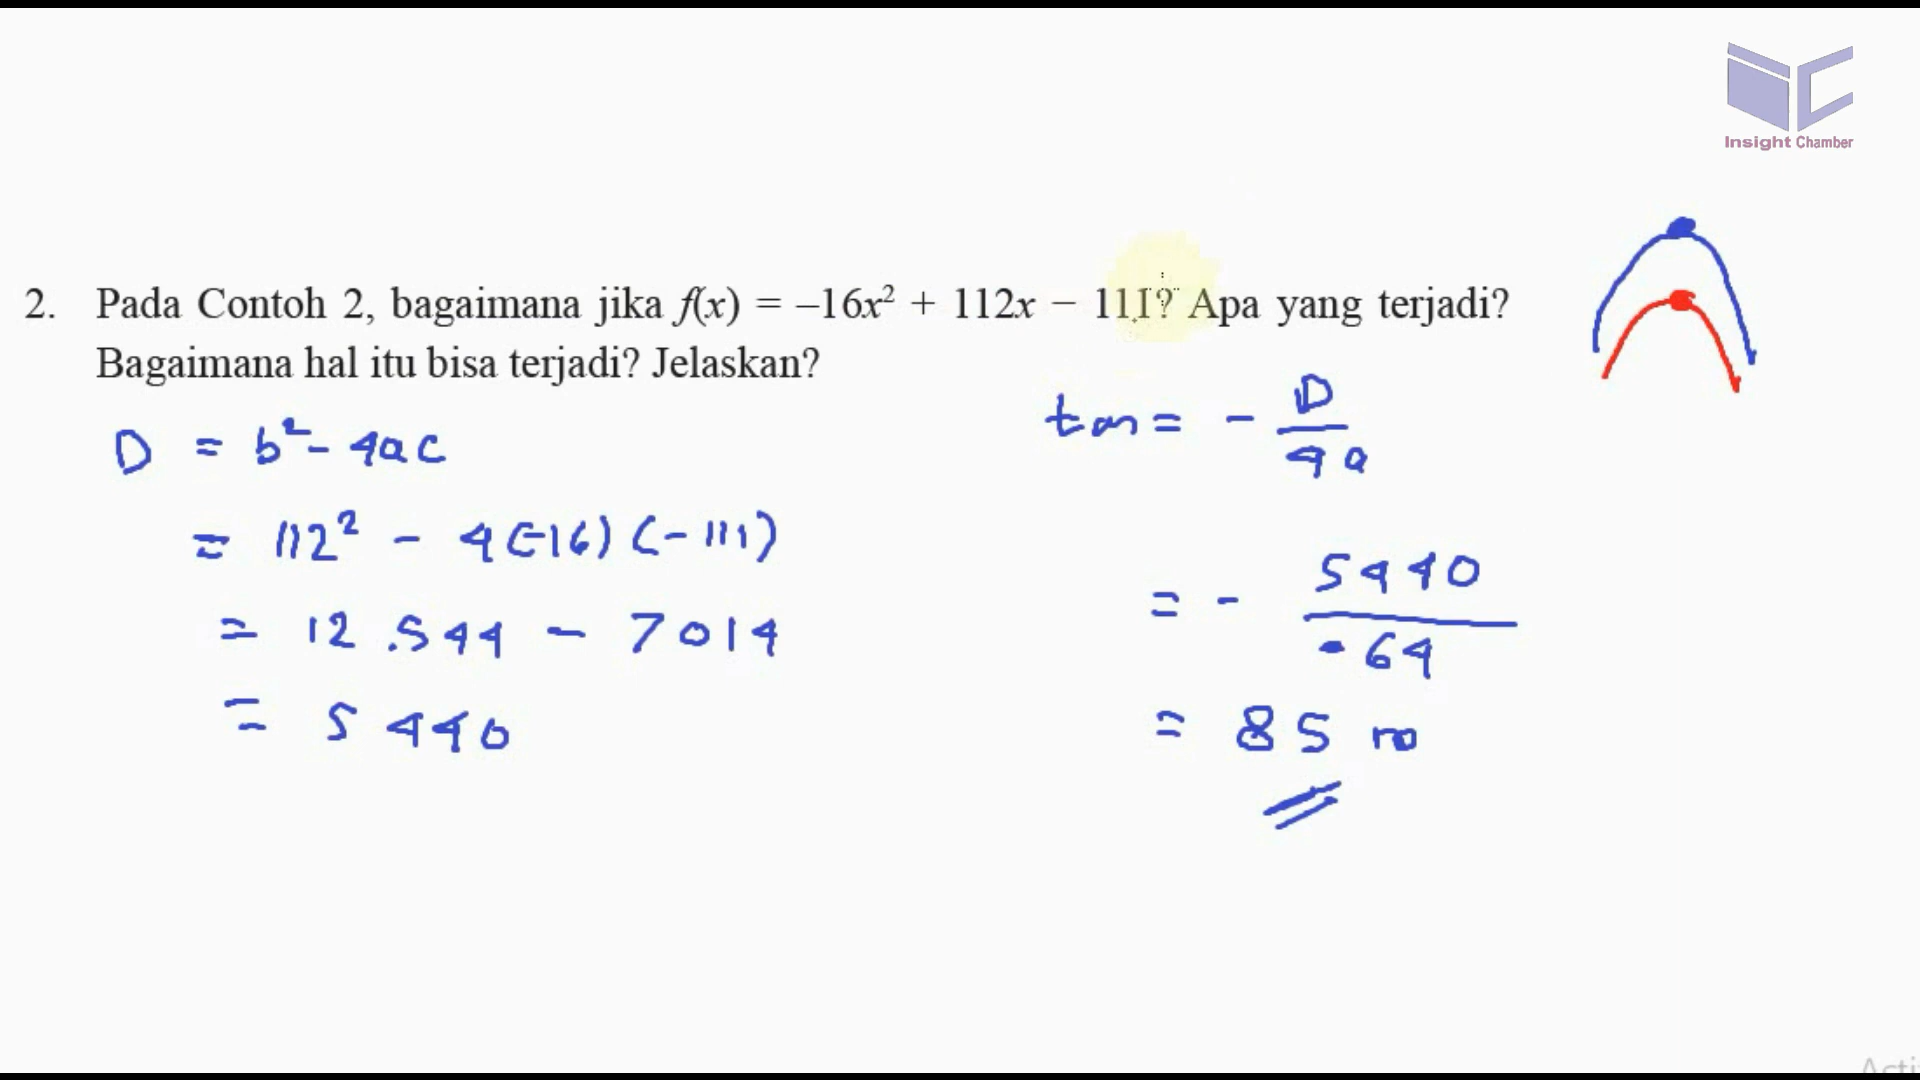 Insight Chamber
2. Pada Contoh 2, bagaimana jika f(x) = –16x² + 112x − 111? Apa yang terjadi?
Bagaimana hal itu bisa terjadi? Jelaskan?
D = b² - 4ac
= 112² - 4(-16)(-111)
= 12.544 - 7014
= 5440
tm = - D/4a
= - 5440/-64
= 85 m
Acti